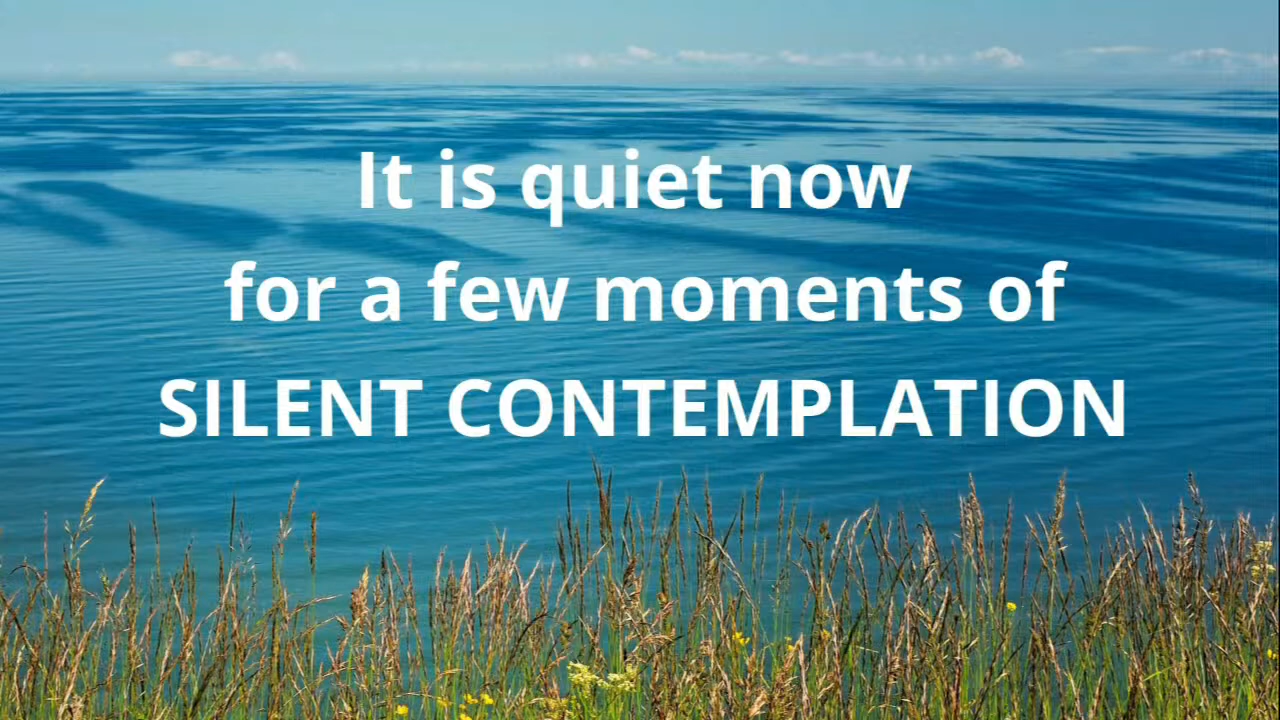 It is quiet now
for a few moments of
SILENT CONTEMPLATION